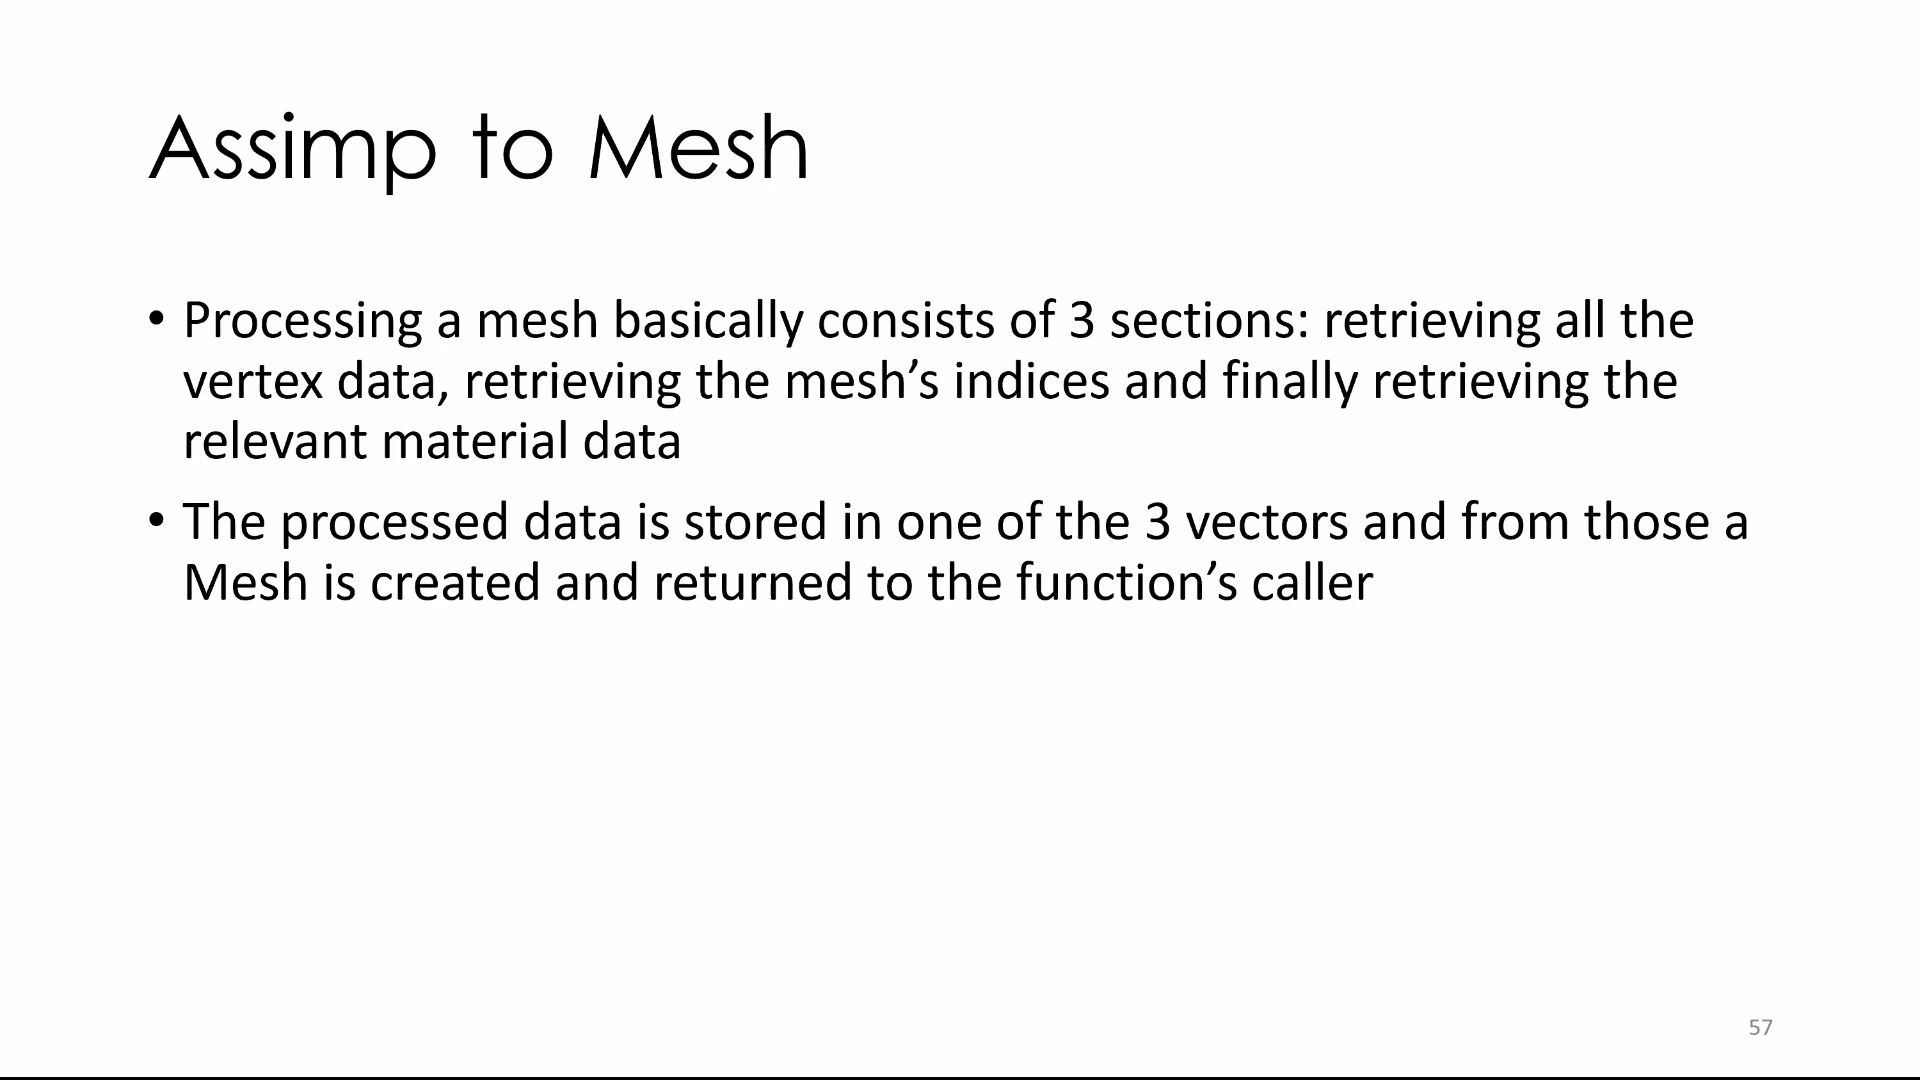 Assimp to Mesh
• Processing a mesh basically consists of 3 sections: retrieving all the
vertex data, retrieving the mesh’s indices and finally retrieving the
relevant material data
• The processed data is stored in one of the 3 vectors and from those a
Mesh is created and returned to the function’s caller
57